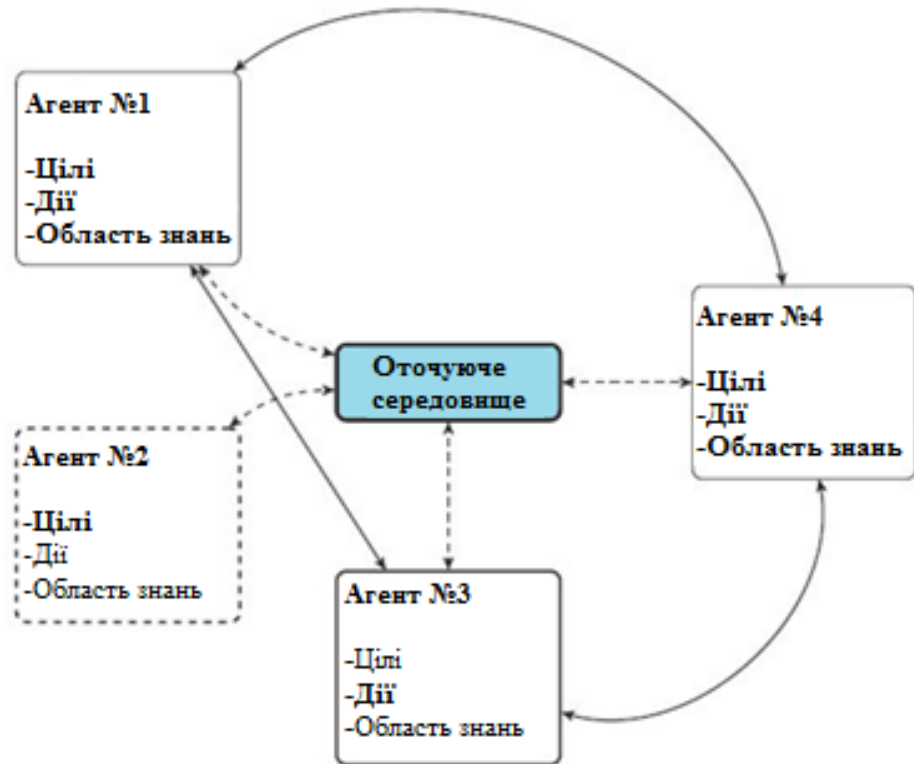 Агент №1
-Цілі
-Дії
-Область знань
Оточуюче
середовище
Агент №4
-Цілі
-Дії
-Область знань
Агент №2
-Цілі
-Дії
-Область знань
Агент №3
-Цілі
-Дії
-Область знань